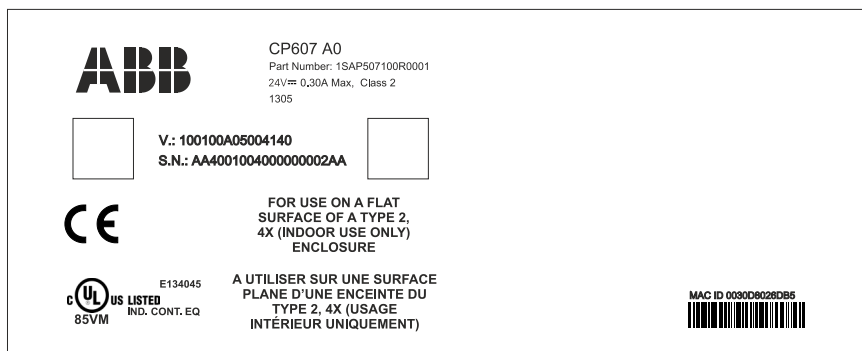 ABB
CP607 A0
Part Number: 1SAP507100R0001
24V⎓ 0.30A Max, Class 2
1305
V.: 100100A05004140
S.N.: AA4001004000000002AA
CE
FOR USE ON A FLAT
SURFACE OF A TYPE 2,
4X (INDOOR USE ONLY)
ENCLOSURE
C UL US LISTED
85VM
E134045
IND. CONT. EQ
A UTILISER SUR UNE SURFACE
PLANE D'UNE ENCEINTE DU
TYPE 2, 4X (USAGE
INTÉRIEUR UNIQUEMENT)
MAC ID 0030D8026DB5